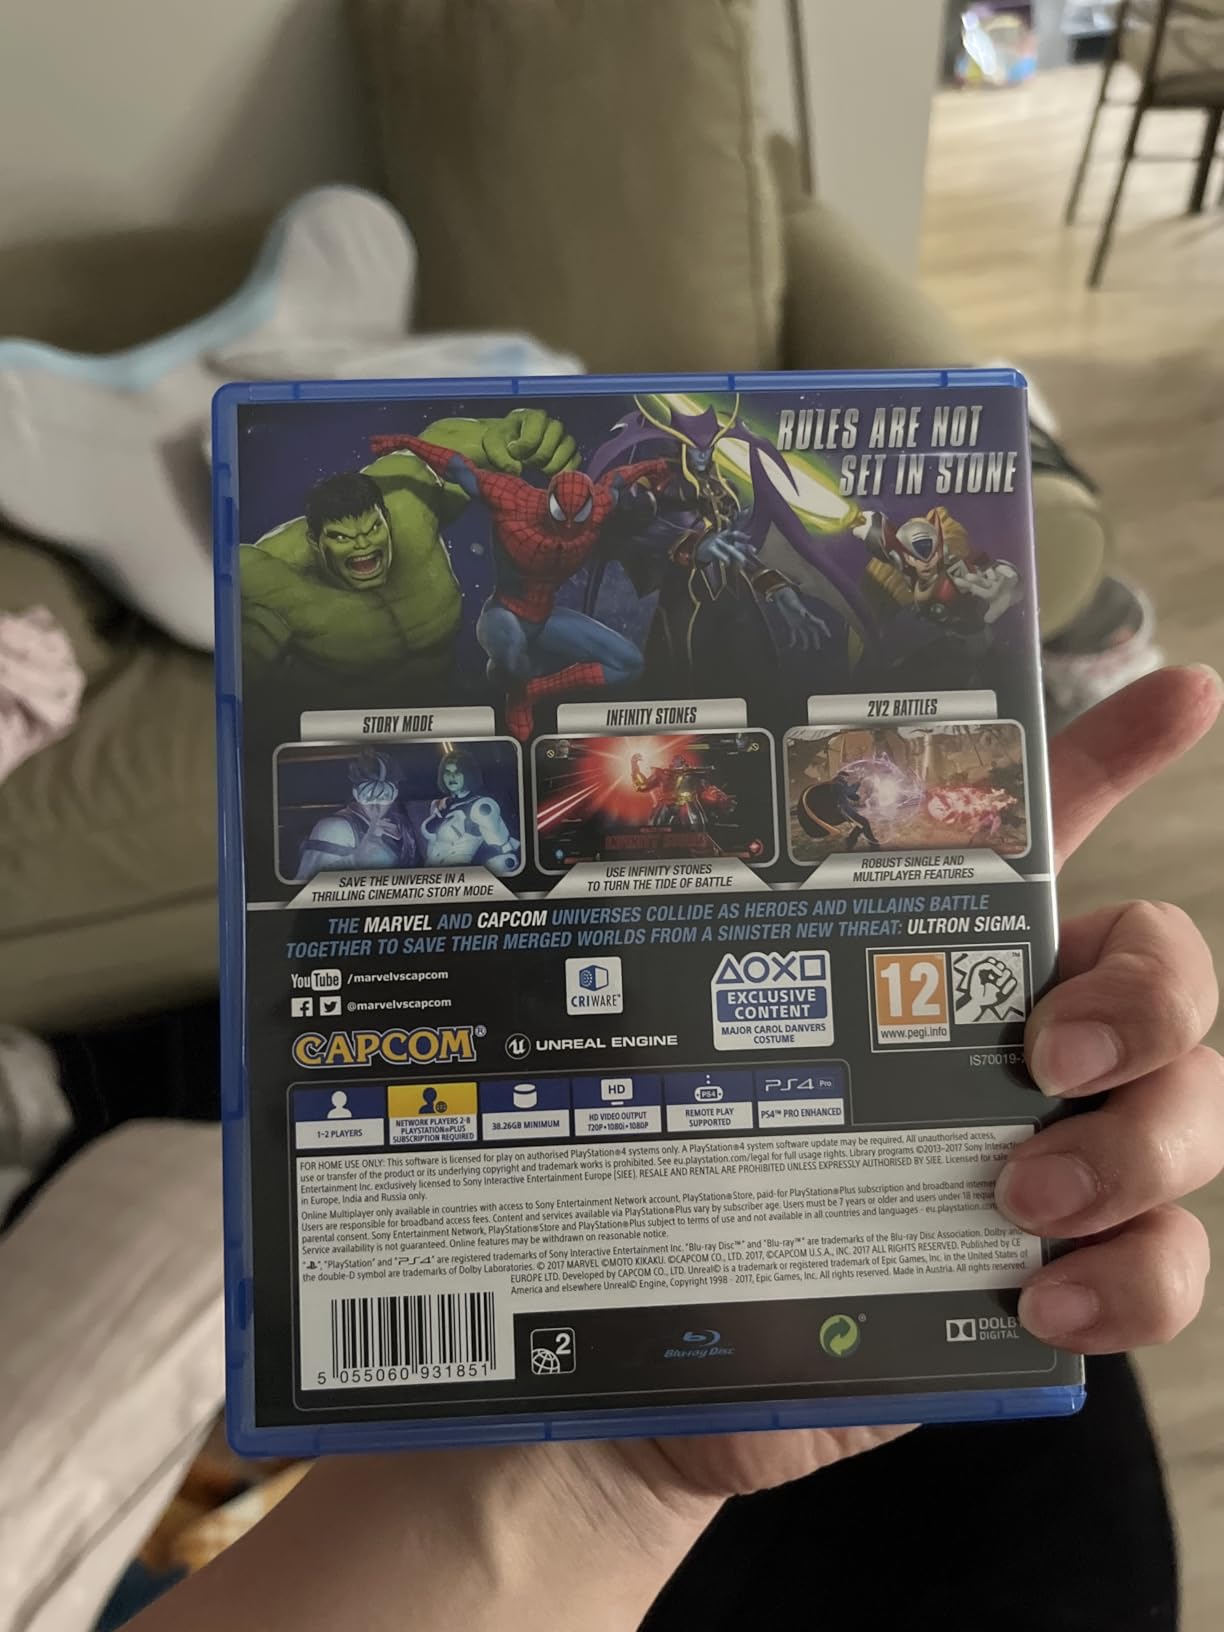 RULES ARE NOT
SET IN STONE
STORY MODE
INFINITY STONES
2V2 BATTLES
SAVE THE UNIVERSE IN A
THRILLING CINEMATIC STORY MODE
USE INFINITY STONES
TO TURN THE TIDE OF BATTLE
ROBUST SINGLE AND
MULTIPLAYER FEATURES
THE MARVEL AND CAPCOM UNIVERSES COLLIDE AS HEROES AND VILLAINS BATTLE
TOGETHER TO SAVE THEIR MERGED WORLDS FROM A SINISTER NEW THREAT: ULTRON SIGMA.
YouTube /marvelvscapcom
@marvelvscapcom
CRIWARE™
EXCLUSIVE
CONTENT
MAJOR CAROL DANVERS
COSTUME
12
www.pegi.info
CAPCOM®
UNREAL ENGINE
IS70019-
1-2 PLAYERS
NETWORK PLAYERS 2-8
PLAYSTATION®PLUS
SUBSCRIPTION REQUIRED
38.26GB MINIMUM
HD
HD VIDEO OUTPUT
720P•1080i•1080P
PS4
REMOTE PLAY
SUPPORTED
PS4 Pro
PS4™ PRO ENHANCED
FOR HOME USE ONLY: This software is licensed for play on authorised PlayStation®4 systems only. A PlayStation®4 system software update may be required. All unauthorised access,
use or transfer of the product or its underlying copyright and trademark works is prohibited. See eu.playstation.com/legal for full usage rights. Library programs ©2013-2017 Sony Interactive
Entertainment Inc. exclusively licensed to Sony Interactive Entertainment Europe (SIEE). RESALE AND RENTAL ARE PROHIBITED UNLESS EXPRESSLY AUTHORISED BY SIEE. Licensed for sale
in Europe, India and Russia only.
Online Multiplayer only available in countries with access to Sony Entertainment Network account, PlayStation®Store, paid-for PlayStation®Plus subscription and broadband internet
Users are responsible for broadband access fees. Content and services available via PlayStation®Plus vary by subscriber age. Users must be 7 years or older and users under 18
parental consent. Sony Entertainment Network, PlayStation®Store and PlayStation®Plus subject to terms of use and not available in all countries and languages - eu.playstation.com
Service availability is not guaranteed. Online features may be withdrawn on reasonable notice.
"PlayStation" and "PS4" are registered trademarks of Sony Interactive Entertainment Inc. "Blu-ray Disc™" and "Blu-ray™" are trademarks of the Blu-ray Disc Association. Dolby and
the double-D symbol are trademarks of Dolby Laboratories. © 2017 MARVEL ©MOTO KIKAKU. ©CAPCOM CO., LTD. 2017, ©CAPCOM U.S.A., INC. 2017 ALL RIGHTS RESERVED. Published by CE
EUROPE LTD. Developed by CAPCOM CO., LTD. Unreal® is a trademark or registered trademark of Epic Games, Inc. in the United States of
America and elsewhere Unreal® Engine, Copyright 1998 - 2017, Epic Games, Inc. All rights reserved. Made in Austria. All rights reserved.
5 055060 931851
2
Blu-ray Disc
DOLBY
DIGITAL